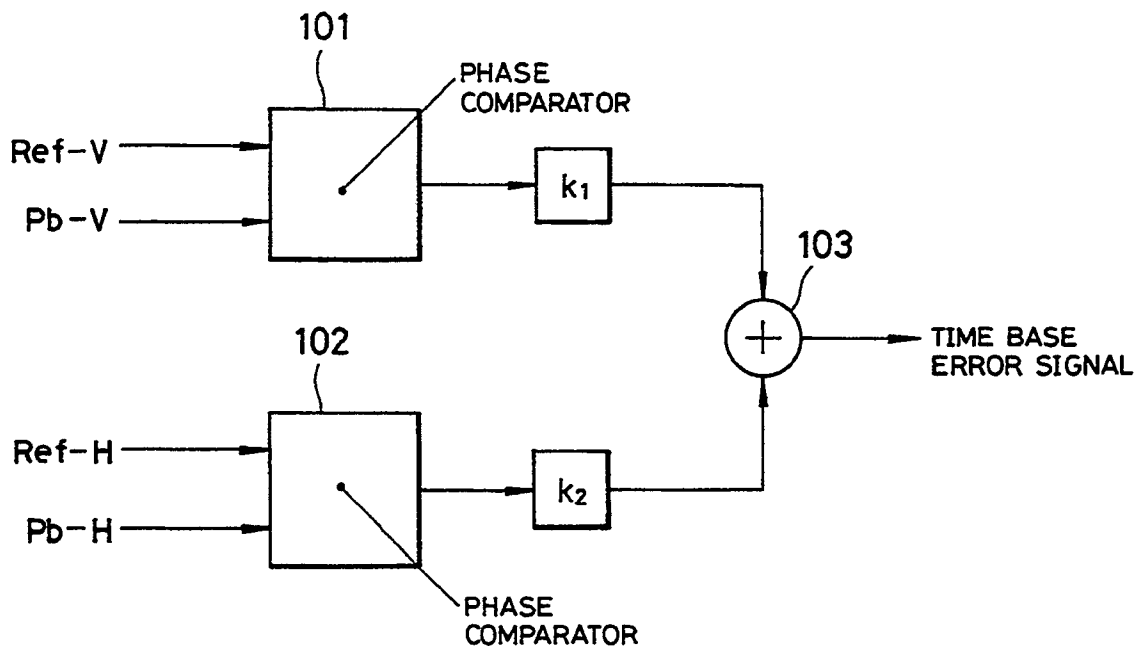 101
PHASE
COMPARATOR
Ref-V
Pb-V
k1
103
+
TIME BASE
ERROR SIGNAL
102
Ref-H
Pb-H
k2
PHASE
COMPARATOR